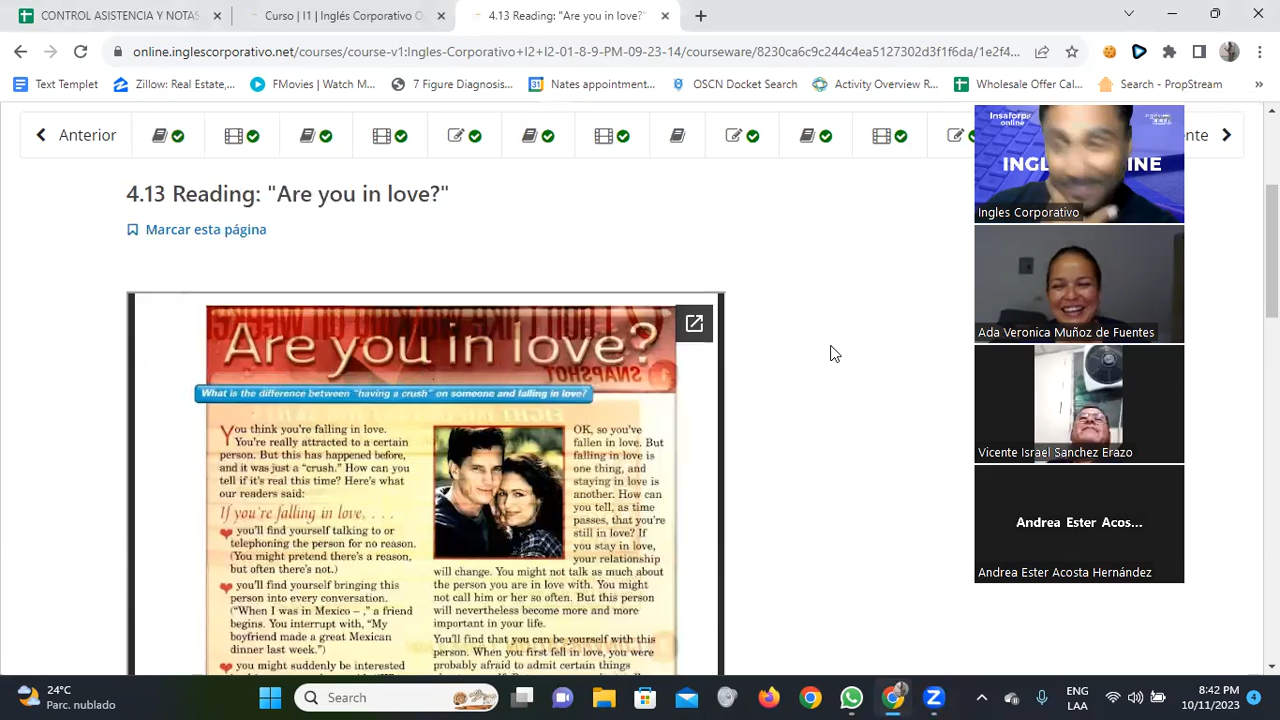 CONTROL ASISTENCIA Y NOTAS
Curso | I1 | Inglés Corporativo O
4.13 Reading: "Are you in love?"
online.inglescorporativo.net/courses/course-v1:Ingles-Corporativo+I2+I2-01-8-9-PM-09-23-14/courseware/8230ca6c9c244c4ea5127302d3f1f6da/1e2f4...
Text Templet
Zillow: Real Estate,...
FMovies | Watch M...
7 Figure Diagnosis...
Nates appointment...
OSCN Docket Search
Activity Overview R...
Wholesale Offer Cal...
Search - PropStream
Anterior
ente
4.13 Reading: "Are you in love?"
Marcar esta página
Are you in love?
SNAPSHOT
What is the difference between "having a crush" on someone and falling in love?
You think you're falling in love.
You're really attracted to a certain
person. But this has happened before,
and it was just a "crush." How can you
tell if it's real this time? Here's what
our readers said:
If you're falling in love, . . .
you'll find yourself talking to or
telephoning the person for no reason.
(You might pretend there's a reason,
but often there's not.)
you'll find yourself bringing this
person into every conversation.
("When I was in Mexico – ," a friend
begins. You interrupt with, "My
boyfriend made a great Mexican
dinner last week.")
you might suddenly be interested
OK, so you've
fallen in love. But
falling in love is
one thing, and
staying in love is
another. How can
you tell, as time
passes, that you're
still in love? If
you stay in love,
your relationship
will change. You might not talk as much about
the person you are in love with. You might
not call him or her so often. But this person
will nevertheless become more and more
important in your life.
You'll find that you can be yourself with this
person. When you first fell in love, you were
probably afraid to admit certain things
Insaforp
online
INGL
INE
Ingles Corporativo
Ada Veronica Muñoz de Fuentes
Vicente Israel Sanchez Erazo
Andrea Ester Acos...
Andrea Ester Acosta Hernández
24°C
Parc. nublado
Search
ENG
LAA
8:42 PM
10/11/2023
4